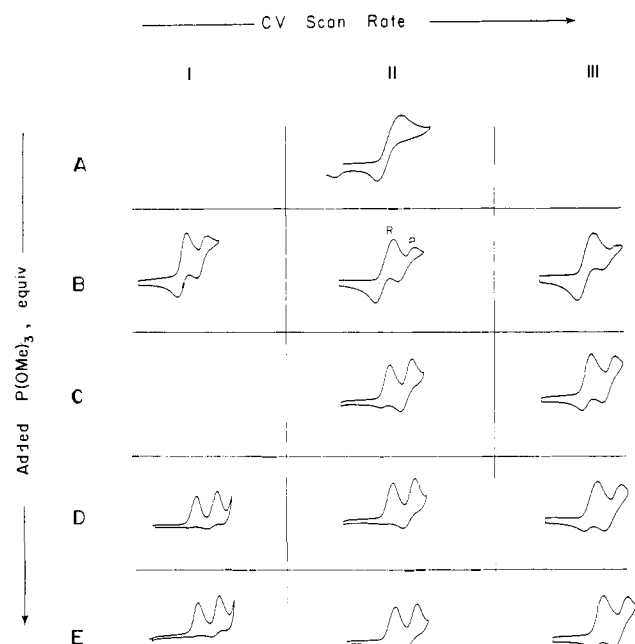 CV Scan Rate
I II III
Added P(OMe)3, equiv
A
R P
B
C
D
E